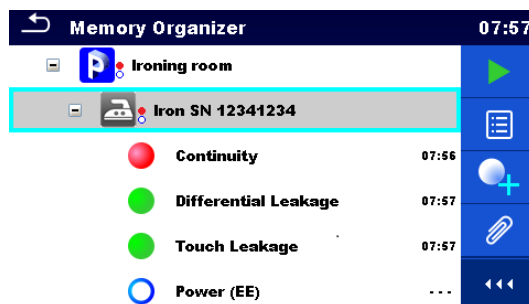 Memory Organizer 07:57
Ironing room
Iron SN 12341234
Continuity 07:56
Differential Leakage 07:57
Touch Leakage 07:57
Power (EE) ---